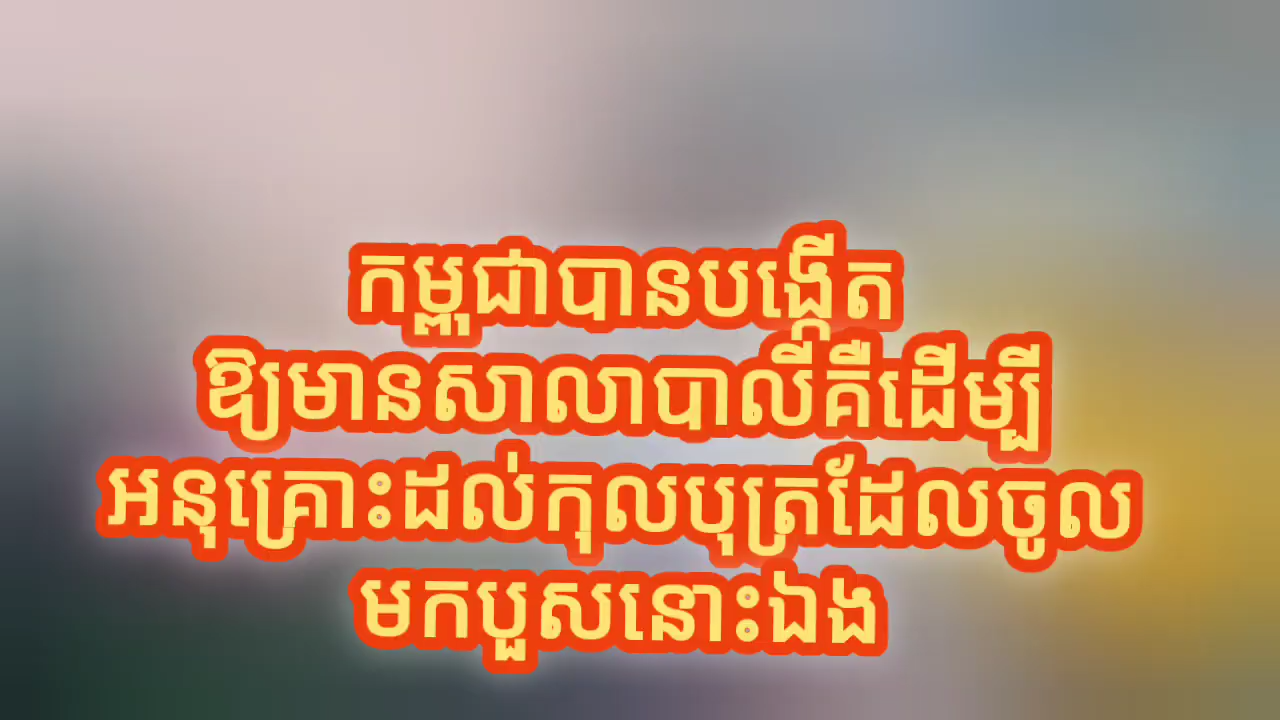 កម្ពុជាបានបង្កើត
ឱ្យមានសាលាបាលីគឺដើម្បី
អនុគ្រោះដល់កុលបុត្រដែលចូល
មកបួសនោះឯង